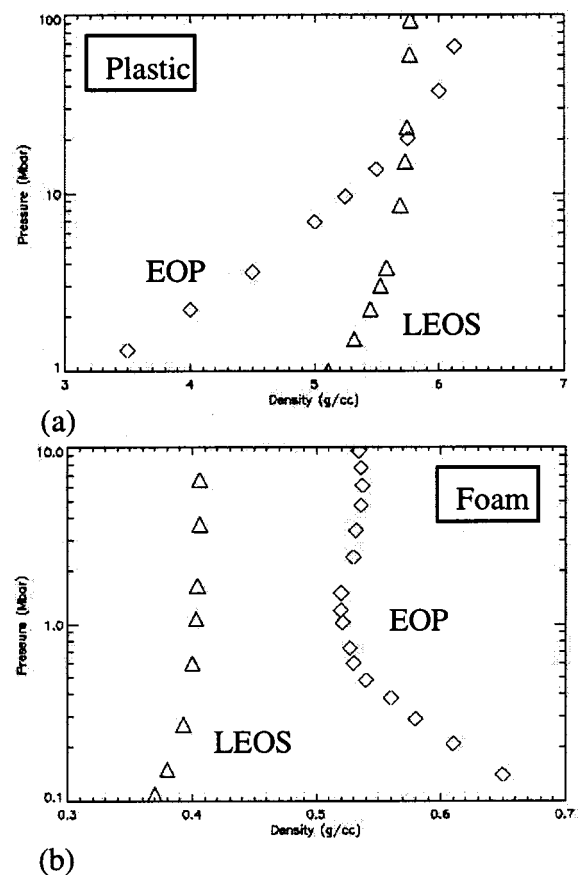 100
Plastic
Pressure (Mbar)
10
EOP
LEOS
1
3 4 5 6 7
Density (g/cc)
(a)
10.0
Foam
Pressure (Mbar)
1.0
EOP
LEOS
0.1
0.3 0.4 0.5 0.6 0.7
Density (g/cc)
(b)